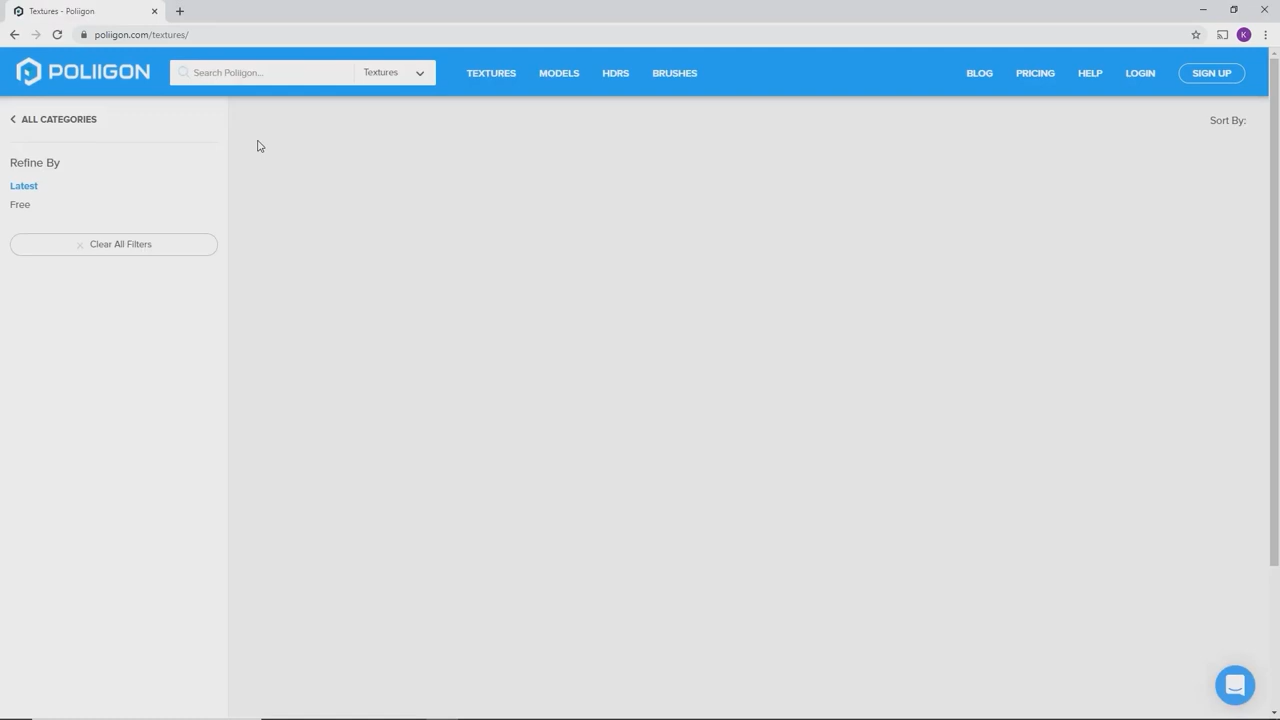 Textures - Poliigon
poliigon.com/textures/
K
POLIIGON
Search Poliigon...
Textures
TEXTURES
MODELS
HDRS
BRUSHES
BLOG
PRICING
HELP
LOGIN
SIGN UP
ALL CATEGORIES
Sort By:
Refine By
Latest
Free
Clear All Filters